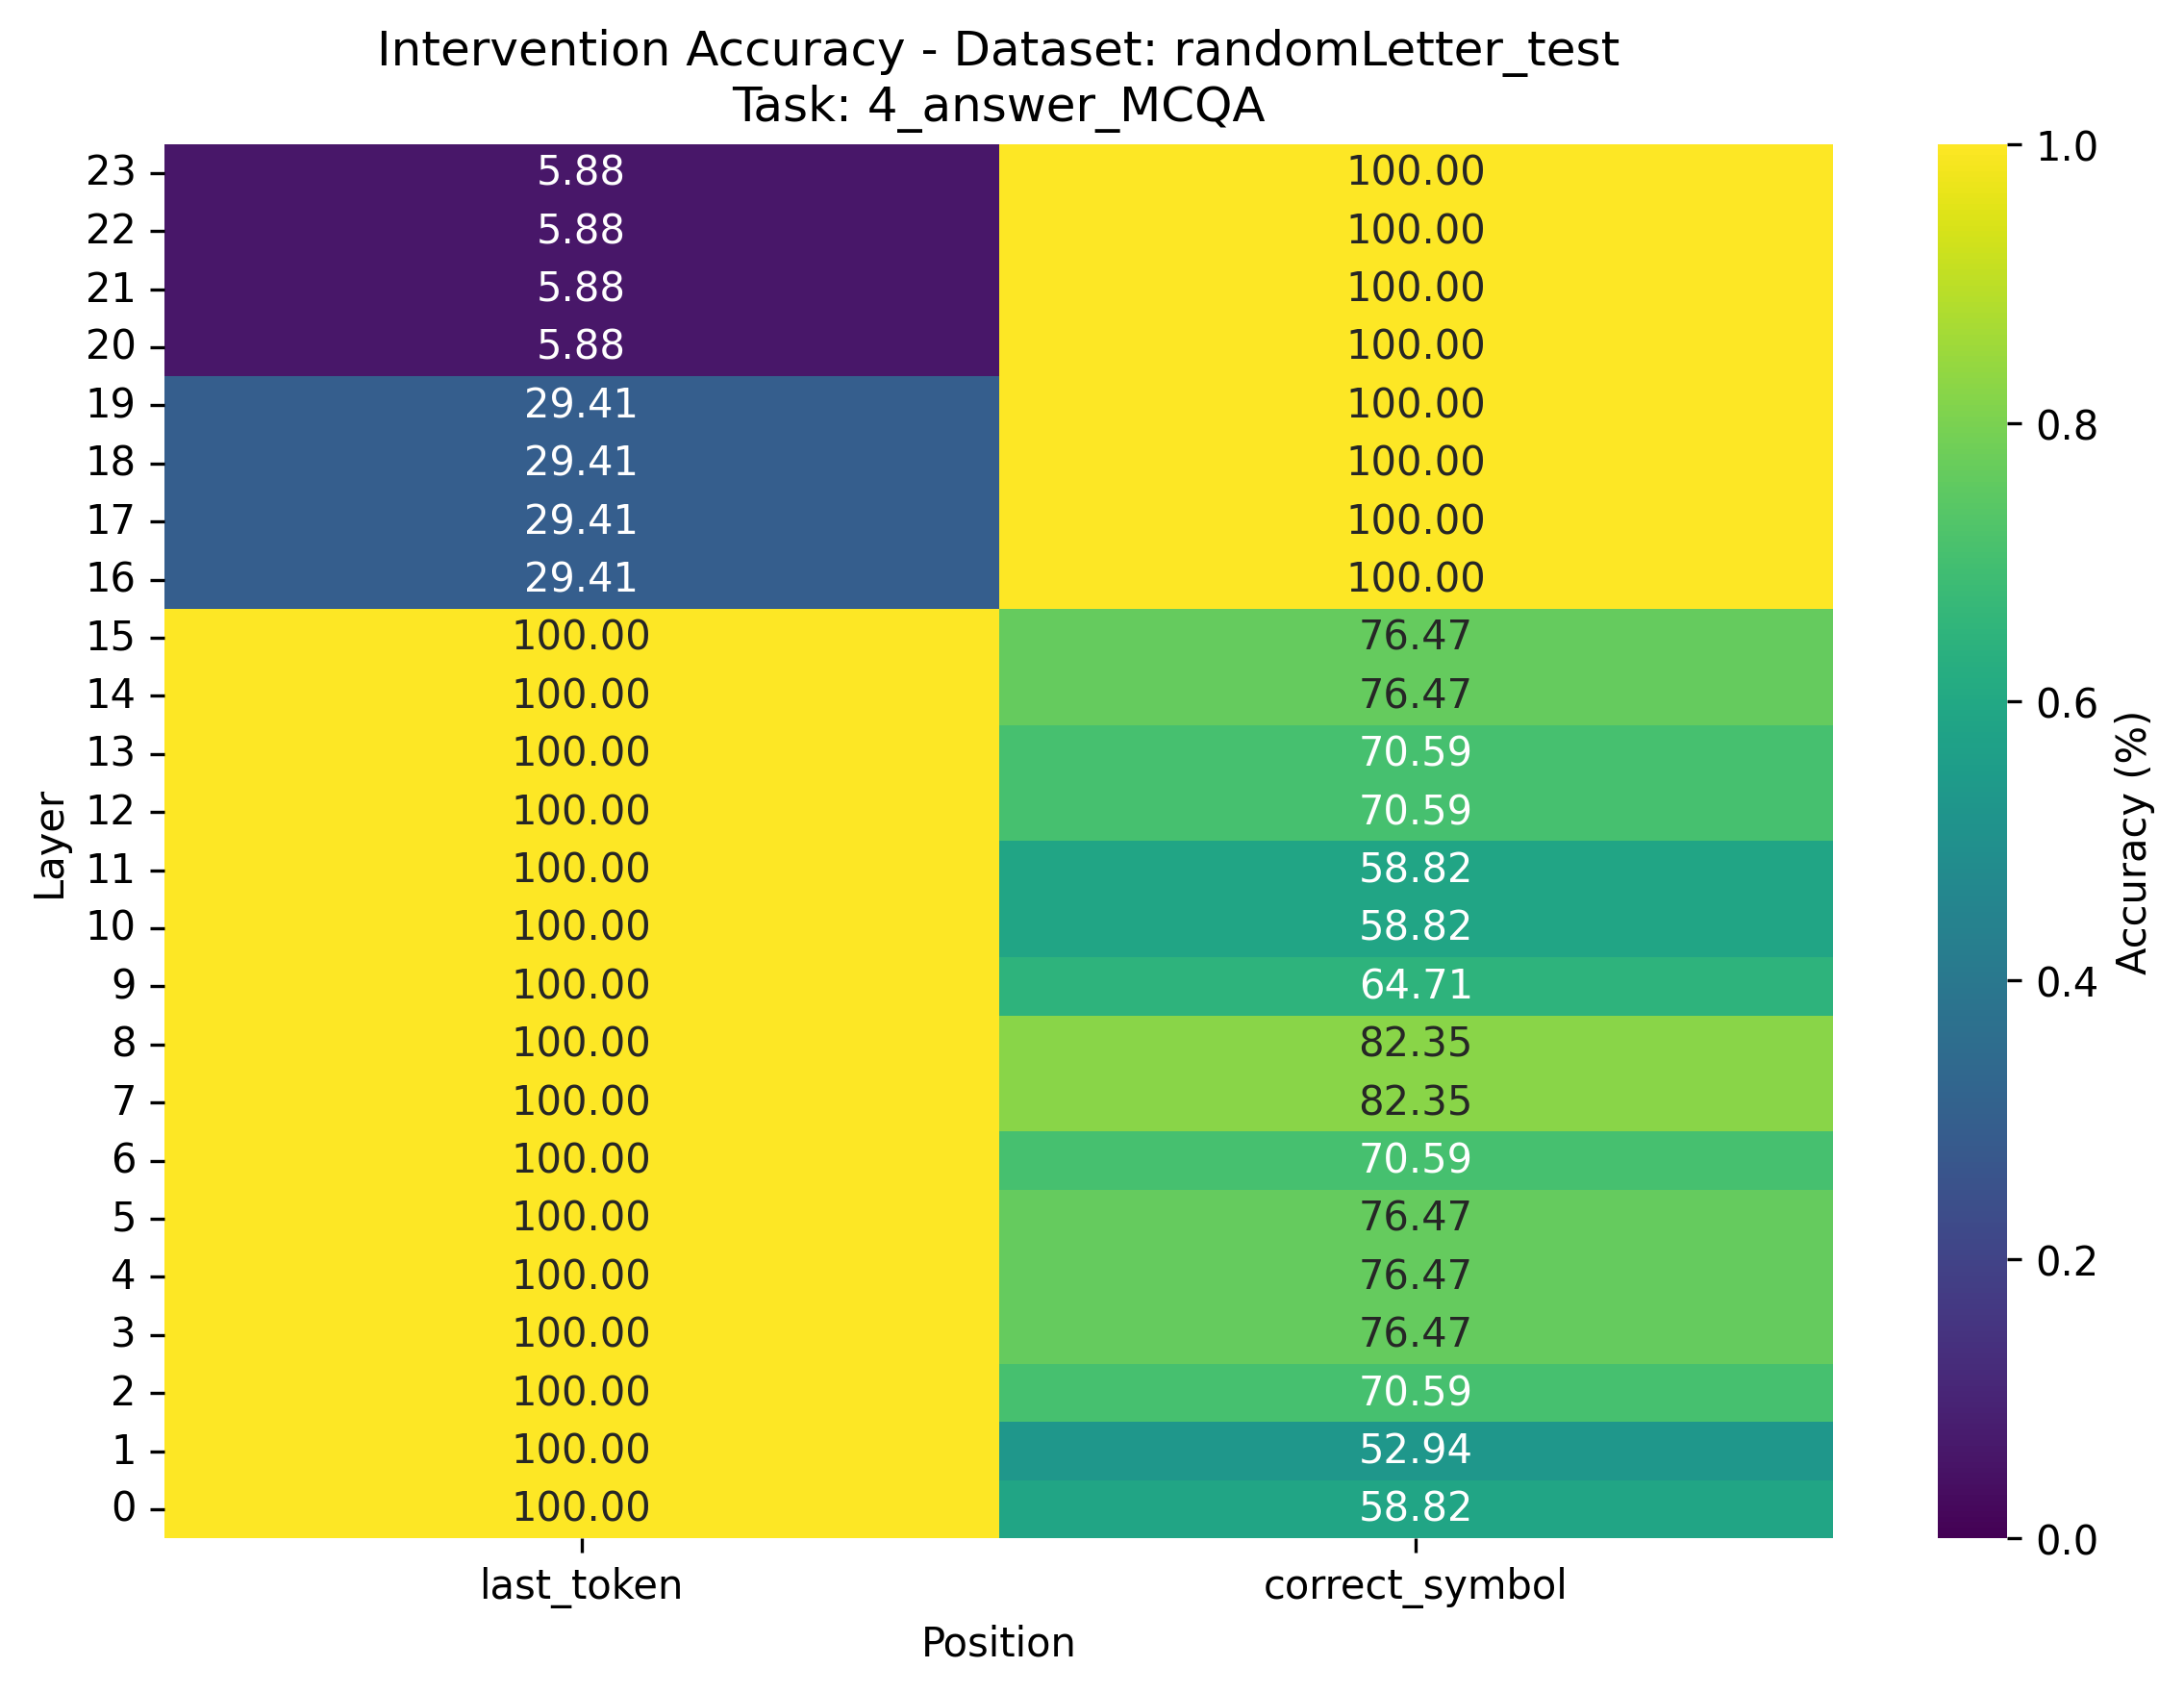 Intervention Accuracy - Dataset: randomLetter_test
Task: 4_answer_MCQA
23 5.88 100.00
22 5.88 100.00
21 5.88 100.00
20 5.88 100.00
19 29.41 100.00
18 29.41 100.00
17 29.41 100.00
16 29.41 100.00
15 100.00 76.47
14 100.00 76.47
13 100.00 70.59
12 100.00 70.59
11 100.00 58.82
10 100.00 58.82
9 100.00 64.71
8 100.00 82.35
7 100.00 82.35
6 100.00 70.59
5 100.00 76.47
4 100.00 76.47
3 100.00 76.47
2 100.00 70.59
1 100.00 52.94
0 100.00 58.82
last_token correct_symbol
Position
Layer
1.0
0.8
0.6
0.4
0.2
0.0
Accuracy (%)